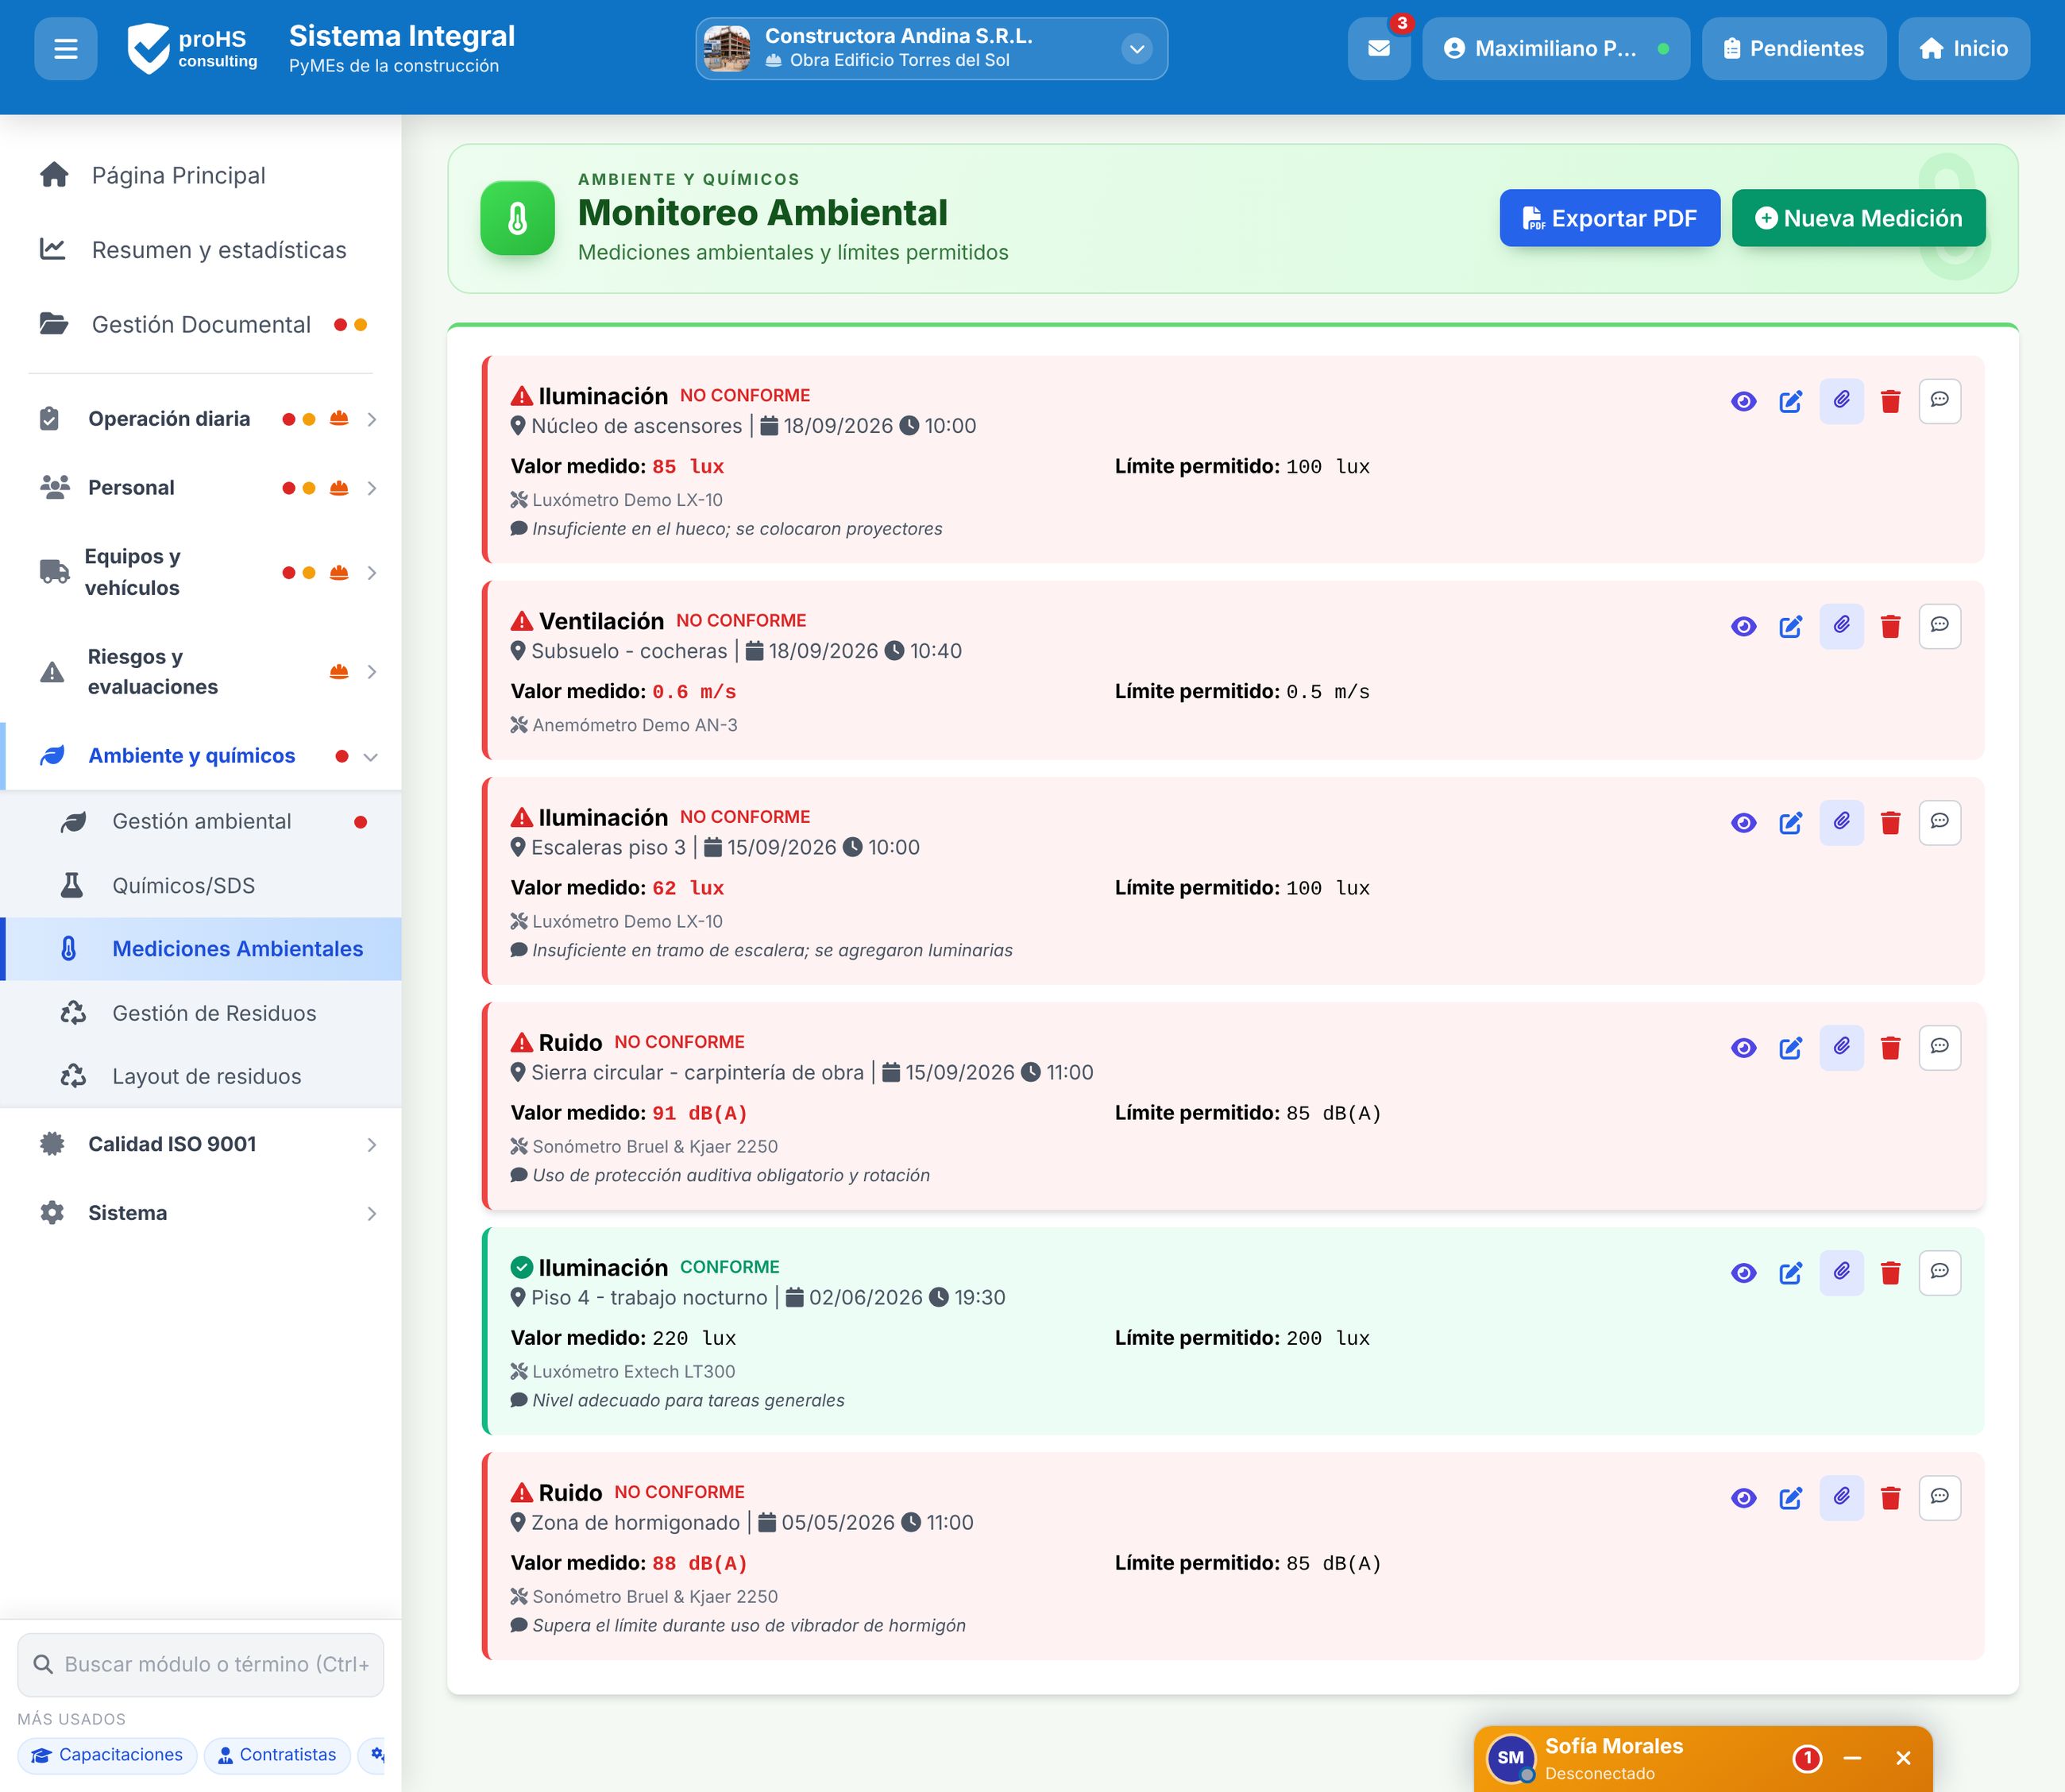 proHS
consulting
Sistema Integral
PyMEs de la construcción
Constructora Andina S.R.L.
Obra Edificio Torres del Sol
3
Maximiliano P...
Pendientes
Inicio
Página Principal
Resumen y estadísticas
Gestión Documental
Operación diaria
Personal
Equipos y
vehículos
Riesgos y
evaluaciones
Ambiente y químicos
Gestión ambiental
Químicos/SDS
Mediciones Ambientales
Gestión de Residuos
Layout de residuos
Calidad ISO 9001
Sistema
Buscar módulo o término (Ctrl+
MÁS USADOS
Capacitaciones
Contratistas
AMBIENTE Y QUÍMICOS
Monitoreo Ambiental
Mediciones ambientales y límites permitidos
Exportar PDF
Nueva Medición
Iluminación NO CONFORME
Núcleo de ascensores | 18/09/2026 10:00
Valor medido: 85 lux Límite permitido: 100 lux
Luxómetro Demo LX-10
Insuficiente en el hueco; se colocaron proyectores
Ventilación NO CONFORME
Subsuelo - cocheras | 18/09/2026 10:40
Valor medido: 0.6 m/s Límite permitido: 0.5 m/s
Anemómetro Demo AN-3
Iluminación NO CONFORME
Escaleras piso 3 | 15/09/2026 10:00
Valor medido: 62 lux Límite permitido: 100 lux
Luxómetro Demo LX-10
Insuficiente en tramo de escalera; se agregaron luminarias
Ruido NO CONFORME
Sierra circular - carpintería de obra | 15/09/2026 11:00
Valor medido: 91 dB(A) Límite permitido: 85 dB(A)
Sonómetro Bruel & Kjaer 2250
Uso de protección auditiva obligatorio y rotación
Iluminación CONFORME
Piso 4 - trabajo nocturno | 02/06/2026 19:30
Valor medido: 220 lux Límite permitido: 200 lux
Luxómetro Extech LT300
Nivel adecuado para tareas generales
Ruido NO CONFORME
Zona de hormigonado | 05/05/2026 11:00
Valor medido: 88 dB(A) Límite permitido: 85 dB(A)
Sonómetro Bruel & Kjaer 2250
Supera el límite durante uso de vibrador de hormigón
SM
Sofía Morales
Desconectado
1